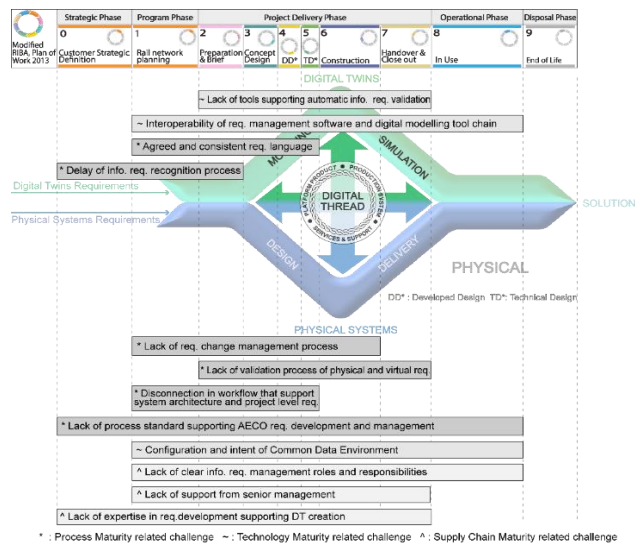 Strategic Phase Program Phase Project Delivery Phase Operational Phase Disposal Phase
0 1 2 3 4 5 6 7 8 9
Modified RIBA, Plan of Work 2013
Customer Strategic Definition
Rail network planning
Preparation & Brief
Concept Design
DD*
TD*
Construction
Handover & Close out
In Use
End of Life
DIGITAL TWINS
~ Lack of tools supporting automatic info. req. validation
~ Interoperability of req. management software and digital modelling tool chain
* Agreed and consistent req. language
SIMULATION
* Delay of info. req. recognition process
Digital Twins Requirements
Physical Systems Requirements
PLATFORM PRODUCT • PRODUCTION SYSTEM • SERVICES & SUPPORT
DIGITAL THREAD
SOLUTION
DESIGN
DELIVERY
PHYSICAL
DD* : Developed Design TD*: Technical Design
PHYSICAL SYSTEMS
* Lack of req. change management process
* Lack of validation process of physical and virtual req.
* Disconnection in workflow that support
system architecture and project level req.
* Lack of process standard supporting AECO req. development and management
~ Configuration and intent of Common Data Environment
^ Lack of clear info. req. management roles and responsibilities
^ Lack of support from senior management
^ Lack of expertise in req.development supporting DT creation
* : Process Maturity related challenge ~ : Technology Maturity related challenge ^ : Supply Chain Maturity related challenge